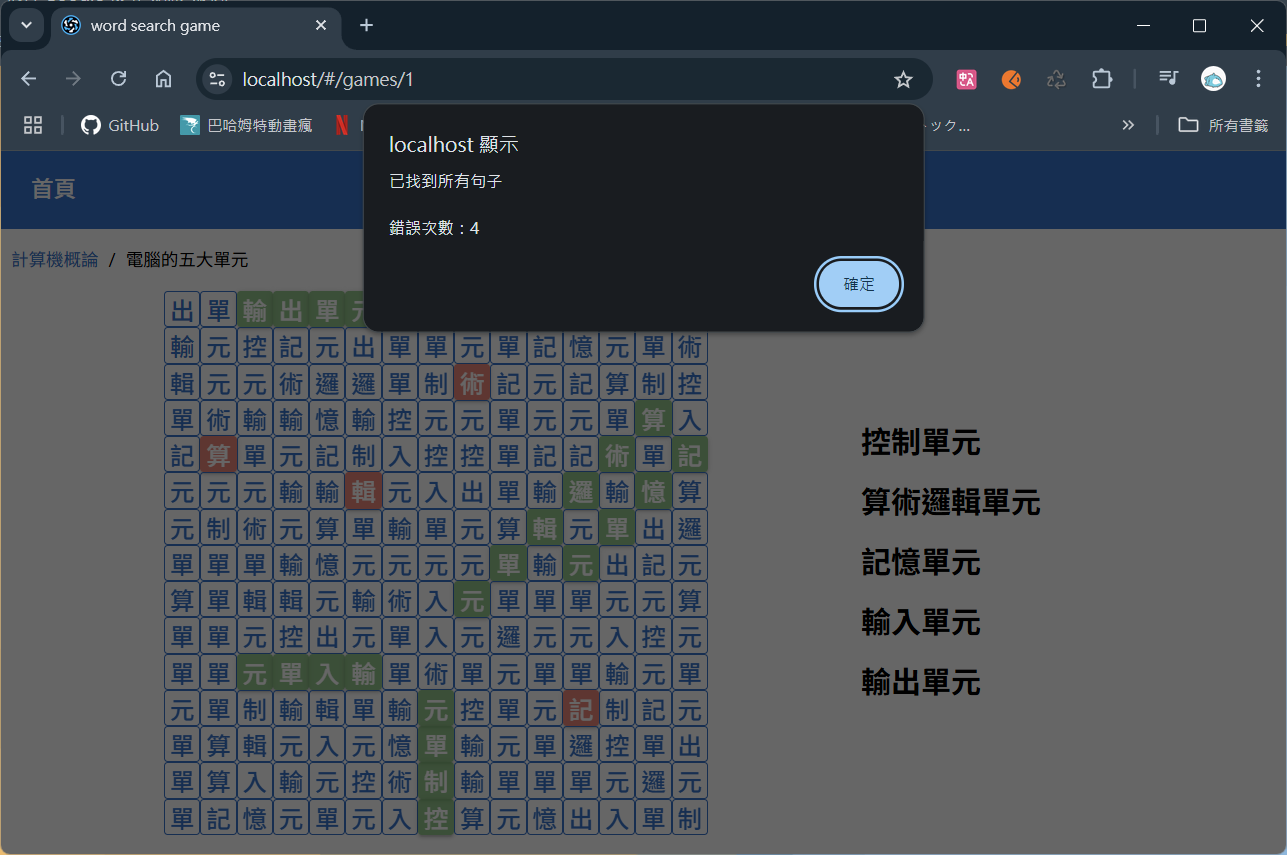 word search game
localhost/#/games/1
GitHub 巴哈姆特動畫瘋 ック... 所有書籤
localhost 顯示
已找到所有句子
錯誤次數：4
確定
首頁
計算機概論 / 電腦的五大單元
出單輸出單元
輸元控記元出單單元單記憶元單術
輯元元術邏邏單制術記元記算制控
單術輸輸憶輸控元元單元元單算入
記算單元記制入控控單記記術單記
元元元輸輸輯元入出單輸邏輸憶算
元制術元算單輸單元算輯元單出邏
單單單輸憶元元元元單輸元出記元
算單輯輯元輸術入元單單單元元算
單單元控出元單入元邏元元入控元
單單元單入輸單術單元單單輸元單
元單制輸輯單輸元控單元記制記元
單算輯元入元憶單輸元單邏控單出
單算入輸元控術制輸單單單元邏元
單記憶元單元入控算元憶出入單制
控制單元
算術邏輯單元
記憶單元
輸入單元
輸出單元